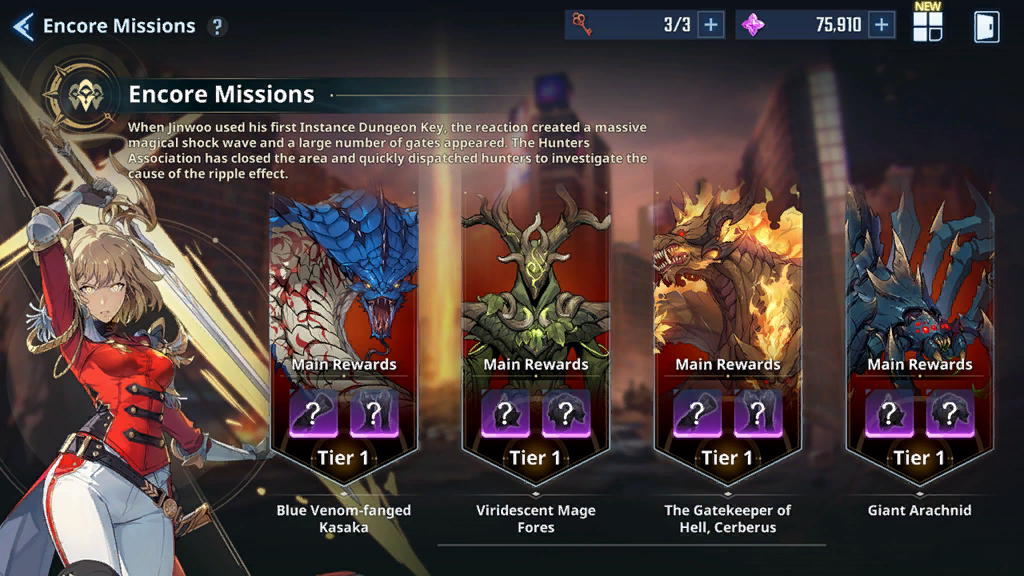 Encore Missions ?
3/3 +
75,910 +
NEW
Encore Missions
When Jinwoo used his first Instance Dungeon Key, the reaction created a massive
magical shock wave and a large number of gates appeared. The Hunters
Association has closed the area and quickly dispatched hunters to investigate the
cause of the ripple effect.
Main Rewards
? ?
Tier 1
Blue Venom-fanged
Kasaka
Main Rewards
? ?
Tier 1
Viridescent Mage
Fores
Main Rewards
? ?
Tier 1
The Gatekeeper of
Hell, Cerberus
Main Rewards
? ?
Tier 1
Giant Arachnid